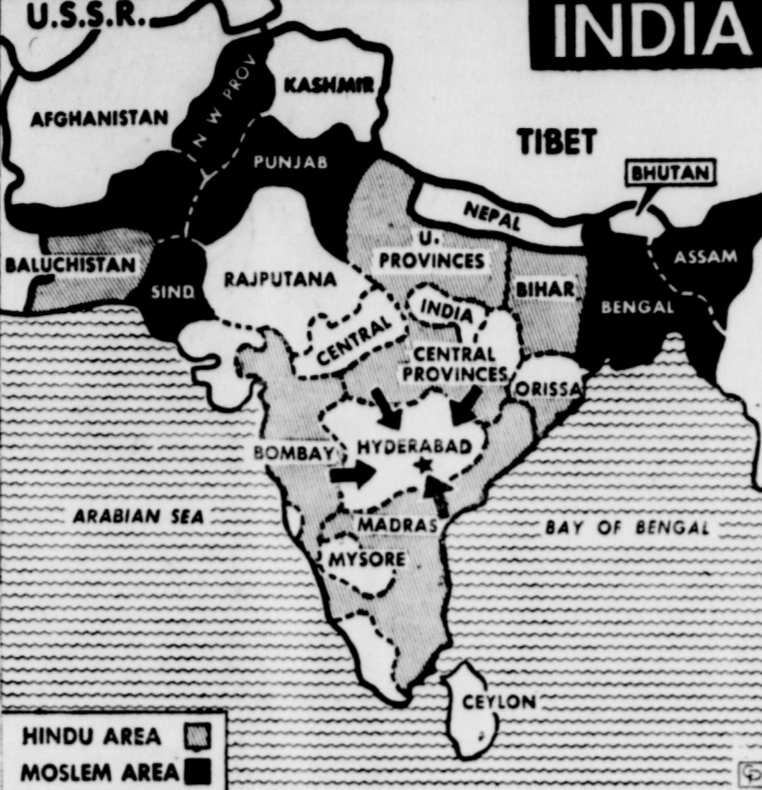 U.S.S.R.
INDIA
AFGHANISTAN
N W PROV
KASHMIR
TIBET
PUNJAB
BHUTAN
NEPAL
U.
PROVINCES
BALUCHISTAN
SIND
RAJPUTANA
BIHAR
ASSAM
BENGAL
CENTRAL
INDIA
CENTRAL
PROVINCES
ORISSA
BOMBAY
HYDERABAD
ARABIAN SEA
MADRAS
BAY OF BENGAL
MYSORE
CEYLON
HINDU AREA
MOSLEM AREA